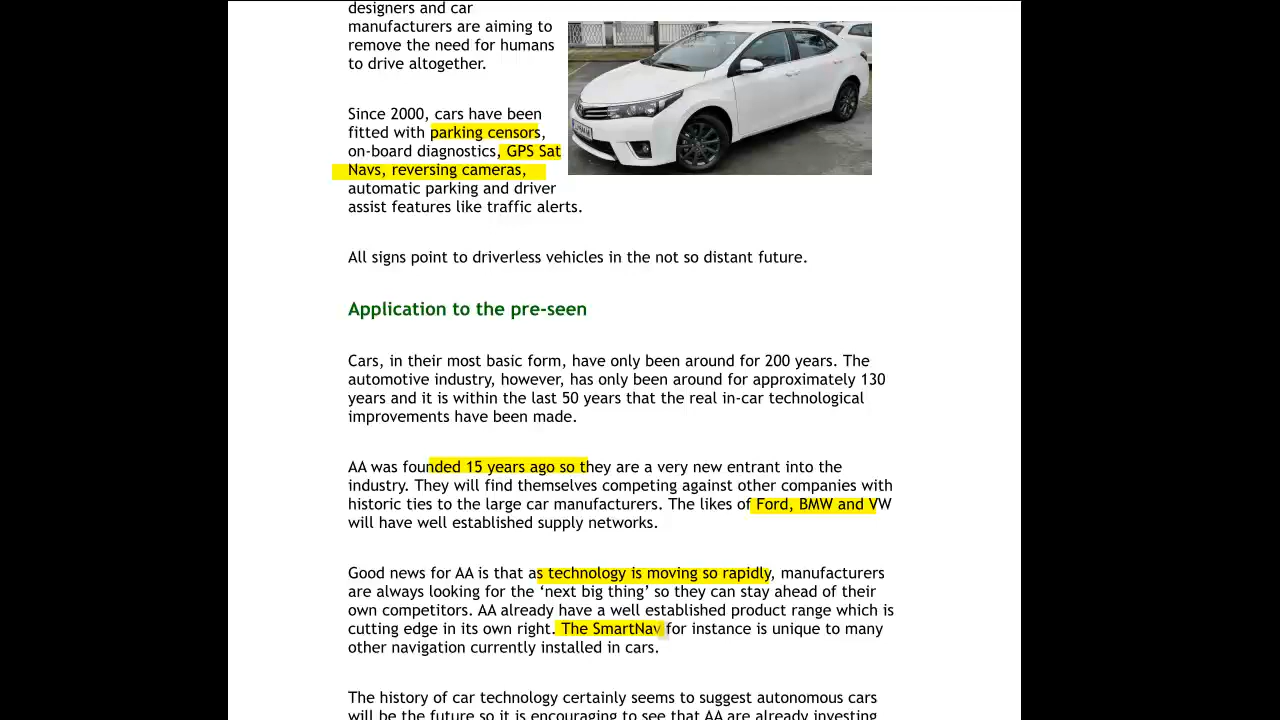 designers and car
manufacturers are aiming to
remove the need for humans
to drive altogether.
Since 2000, cars have been
fitted with parking censors,
on-board diagnostics, GPS Sat
Navs, reversing cameras,
automatic parking and driver
assist features like traffic alerts.
All signs point to driverless vehicles in the not so distant future.
Application to the pre-seen
Cars, in their most basic form, have only been around for 200 years. The
automotive industry, however, has only been around for approximately 130
years and it is within the last 50 years that the real in-car technological
improvements have been made.
AA was founded 15 years ago so they are a very new entrant into the
industry. They will find themselves competing against other companies with
historic ties to the large car manufacturers. The likes of Ford, BMW and VW
will have well established supply networks.
Good news for AA is that as technology is moving so rapidly, manufacturers
are always looking for the ‘next big thing’ so they can stay ahead of their
own competitors. AA already have a well established product range which is
cutting edge in its own right. The SmartNav for instance is unique to many
other navigation currently installed in cars.
The history of car technology certainly seems to suggest autonomous cars
will be the future so it is encouraging to see that AA are already investing